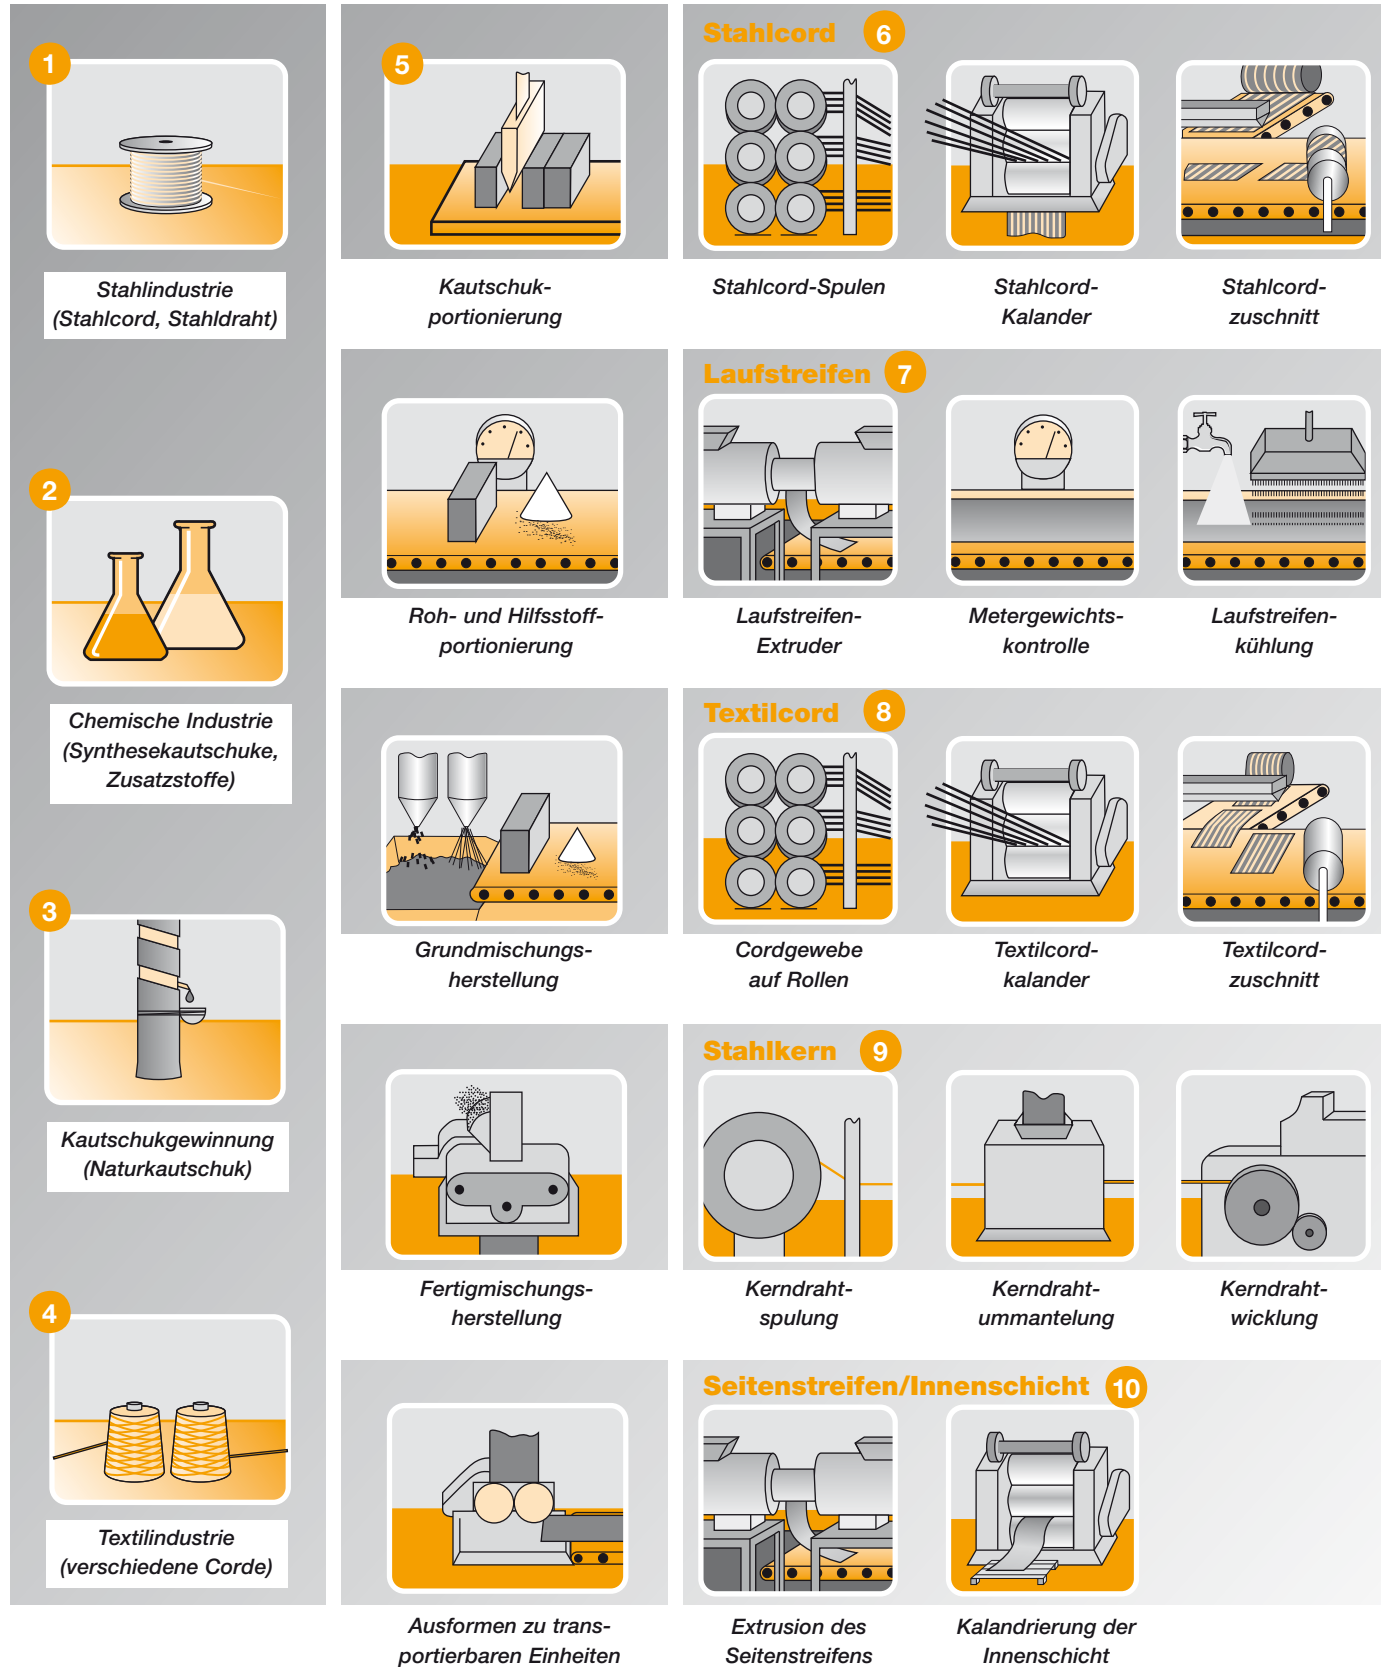 1
Stahlindustrie
(Stahlcord, Stahldraht)
2
Chemische Industrie
(Synthesekautschuke,
Zusatzstoffe)
3
Kautschukgewinnung
(Naturkautschuk)
4
Textilindustrie
(verschiedene Corde)
5
Kautschuk-
portionierung
Roh- und Hilfsstoff-
portionierung
Grundmischungs-
herstellung
Fertigmischungs-
herstellung
Ausformen zu trans-
portierbaren Einheiten
Stahlcord 6
Stahlcord-Spulen
Stahlcord-
Kalander
Stahlcord-
zuschnitt
Laufstreifen 7
Laufstreifen-
Extruder
Metergewichts-
kontrolle
Laufstreifen-
kühlung
Textilcord 8
Cordgewebe
auf Rollen
Textilcord-
kalander
Textilcord-
zuschnitt
Stahlkern 9
Kerndraht-
spulung
Kerndraht-
ummantelung
Kerndraht-
wicklung
Seitenstreifen/Innenschicht 10
Extrusion des
Seitenstreifens
Kalandrierung der
Innenschicht